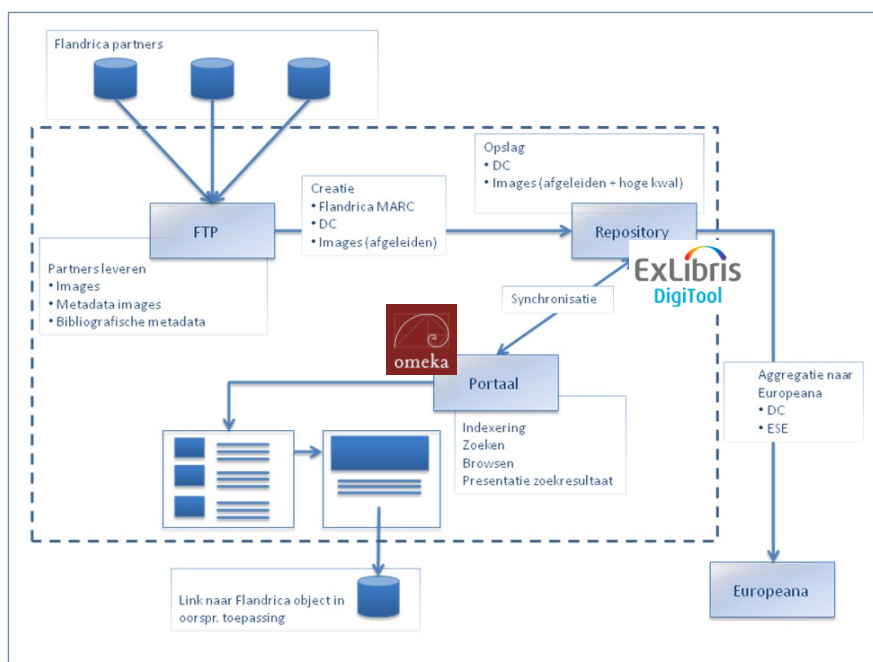 Flandrica partners
Opslag
• DC
• Images (afgeleiden + hoge kwal)
Creatie
• Flandrica MARC
• DC
• Images (afgeleiden)
FTP
Repository
Partners leveren
• Images
• Metadata images
• Bibliografische metadata
ExLibris
DigiTool
Synchronisatie
omeka
Portaal
Aggregatie naar
Europeana
• DC
• ESE
Indexering
Zoeken
Browsen
Presentatie zoekresultaat
Link naar Flandrica object in
oorspr. toepassing
Europeana